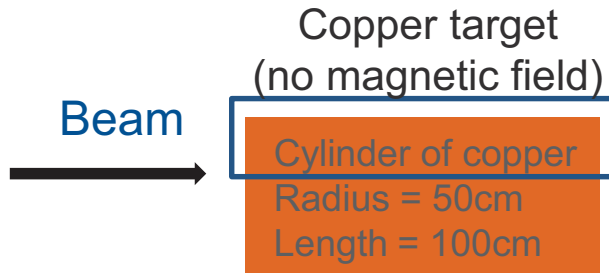 Copper target
(no magnetic field)
Beam
Cylinder of copper
Radius = 50cm
Length = 100cm